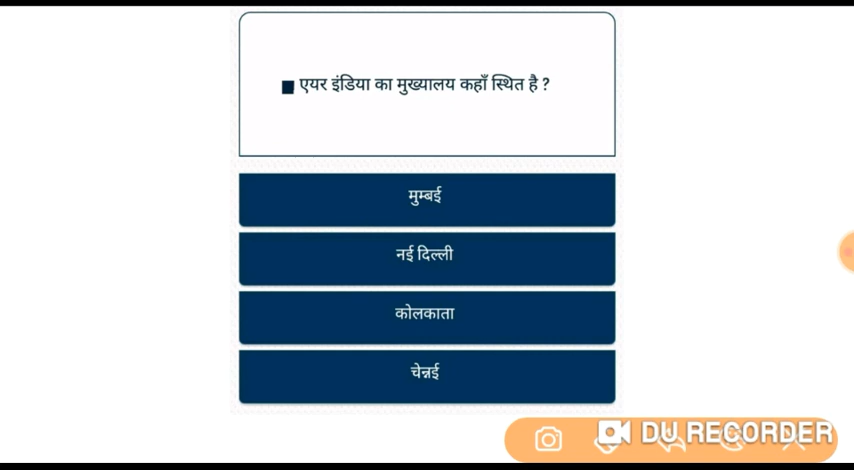 ■ एयर इंडिया का मुख्यालय कहाँ स्थित है ?
मुम्बई
नई दिल्ली
कोलकाता
चेन्नई
DU RECORDER